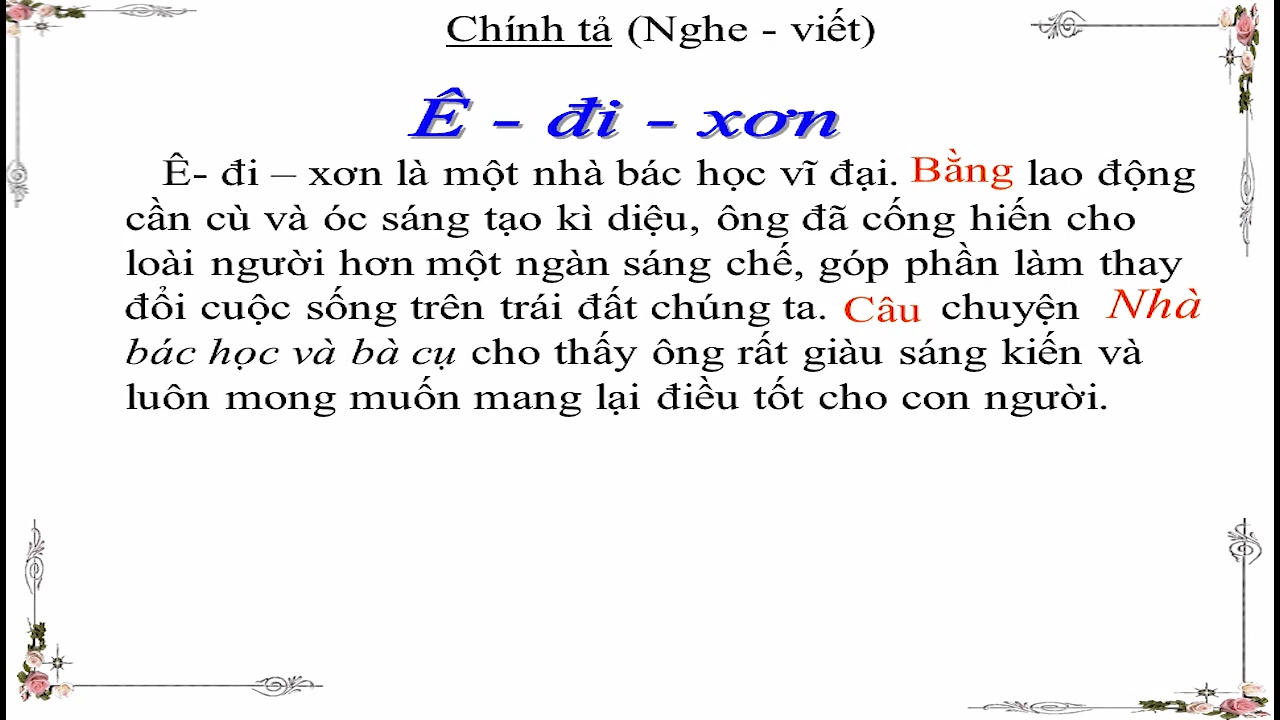 Chính tả (Nghe - viết)
Ê - đi - xơn
Ê- đi – xơn là một nhà bác học vĩ đại. Bằng lao động
cần cù và óc sáng tạo kì diệu, ông đã cống hiến cho
loài người hơn một ngàn sáng chế, góp phần làm thay
đổi cuộc sống trên trái đất chúng ta. Câu chuyện Nhà
bác học và bà cụ cho thấy ông rất giàu sáng kiến và
luôn mong muốn mang lại điều tốt cho con người.